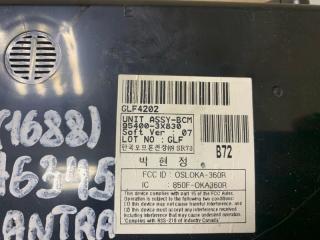 GLF4202
UNIT ASSY-BCM
95400-3X830
Soft Ver : 07
LOT NO : GLF
한국오므론전장㈜ SR73
B72
박현정
FCC ID : OSLOKA-360R
IC : 850F-OKA360R
This device complies with part 15 of the FCC Rules.
Operation is subject to the following two conditions:
(1) This device may not cause harmful interference, and
(2) this device must accept any interference received
including interference that may cause undesired operation.
"Complies with RSS-210 of Industry Canada"
(1688)
A6345
ANTRA